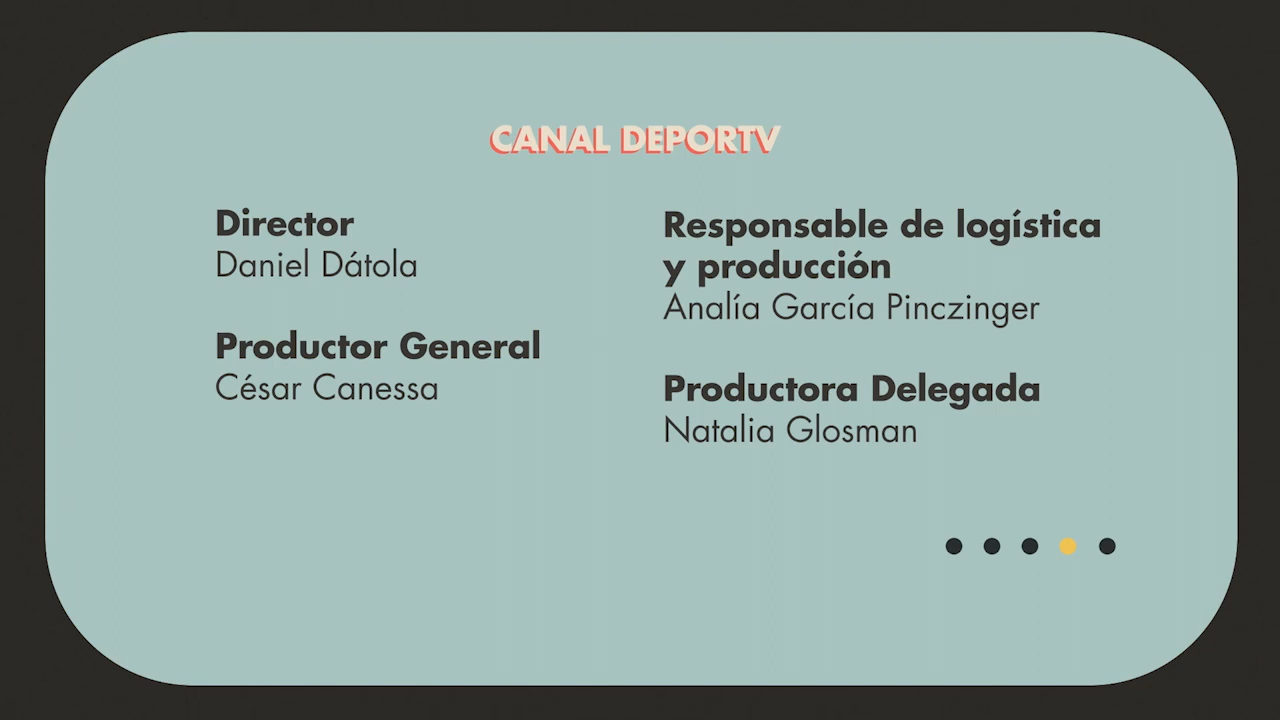 CANAL DEPORTV
Director
Daniel Dátola
Productor General
César Canessa
Responsable de logística
y producción
Analía García Pinczinger
Productora Delegada
Natalia Glosman